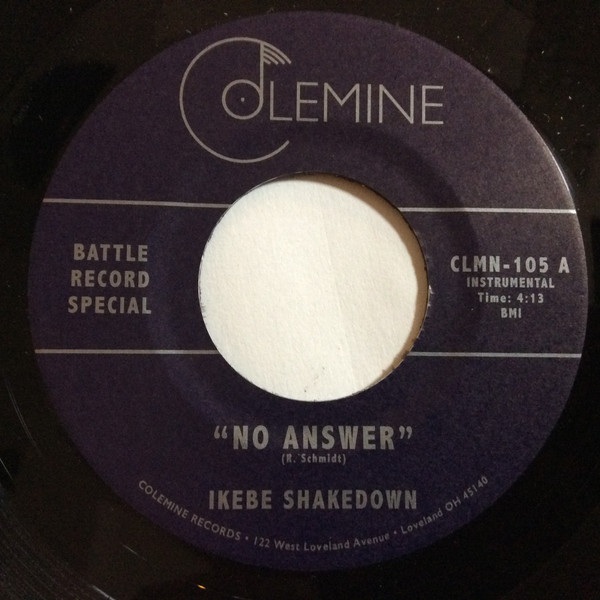 COLEMINE
BATTLE
RECORD
SPECIAL
CLMN-105 A
INSTRUMENTAL
Time: 4:13
BMI
“NO ANSWER”
(R. Schmidt)
IKEBE SHAKEDOWN
COLEMINE RECORDS • 122 West Loveland Avenue • Loveland OH 45140